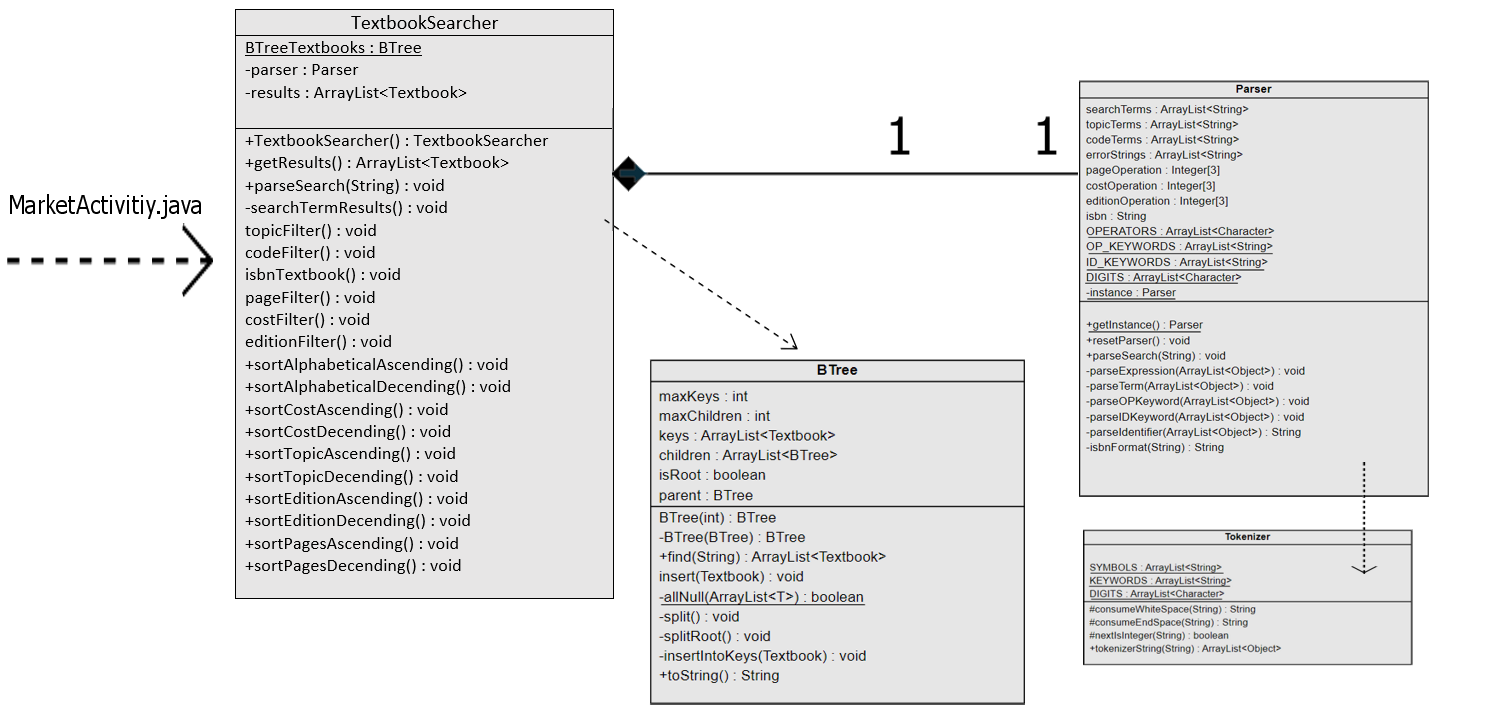 MarketActivitiy.java
TextbookSearcher
BTreeTextbooks : BTree
-parser : Parser
-results : ArrayList<Textbook>
+TextbookSearcher() : TextbookSearcher
+getResults() : ArrayList<Textbook>
+parseSearch(String) : void
-searchTermResults() : void
topicFilter() : void
codeFilter() : void
isbnTextbook() : void
pageFilter() : void
costFilter() : void
editionFilter() : void
+sortAlphabeticalAscending() : void
+sortAlphabeticalDecending() : void
+sortCostAscending() : void
+sortCostDecending() : void
+sortTopicAscending() : void
+sortTopicDecending() : void
+sortEditionAscending() : void
+sortEditionDecending() : void
+sortPagesAscending() : void
+sortPagesDecending() : void
1
1
BTree
maxKeys : int
maxChildren : int
keys : ArrayList<Textbook>
children : ArrayList<BTree>
isRoot : boolean
parent : BTree
BTree(int) : BTree
-BTree(BTree) : BTree
+find(String) : ArrayList<Textbook>
insert(Textbook) : void
-allNull(ArrayList<T>) : boolean
-split() : void
-splitRoot() : void
-insertIntoKeys(Textbook) : void
+toString() : String
Parser
searchTerms : ArrayList<String>
topicTerms : ArrayList<String>
codeTerms : ArrayList<String>
errorStrings : ArrayList<String>
pageOperation : Integer[3]
costOperation : Integer[3]
editionOperation : Integer[3]
isbn : String
OPERATORS : ArrayList<Character>
OP_KEYWORDS : ArrayList<String>
ID_KEYWORDS : ArrayList<String>
DIGITS : ArrayList<Character>
-instance : Parser
+getInstance() : Parser
+resetParser() : void
+parseSearch(String) : void
-parseExpression(ArrayList<Object>) : void
-parseTerm(ArrayList<Object>) : void
-parseOPKeyword(ArrayList<Object>) : void
-parseIDKeyword(ArrayList<Object>) : void
-parseIdentifier(ArrayList<Object>) : String
-isbnFormat(String) : String
Tokenizer
SYMBOLS : ArrayList<String>
KEYWORDS : ArrayList<String>
DIGITS : ArrayList<Character>
#consumeWhiteSpace(String) : String
#consumeEndSpace(String) : String
#nextIsInteger(String) : boolean
+tokenizerString(String) : ArrayList<Object>